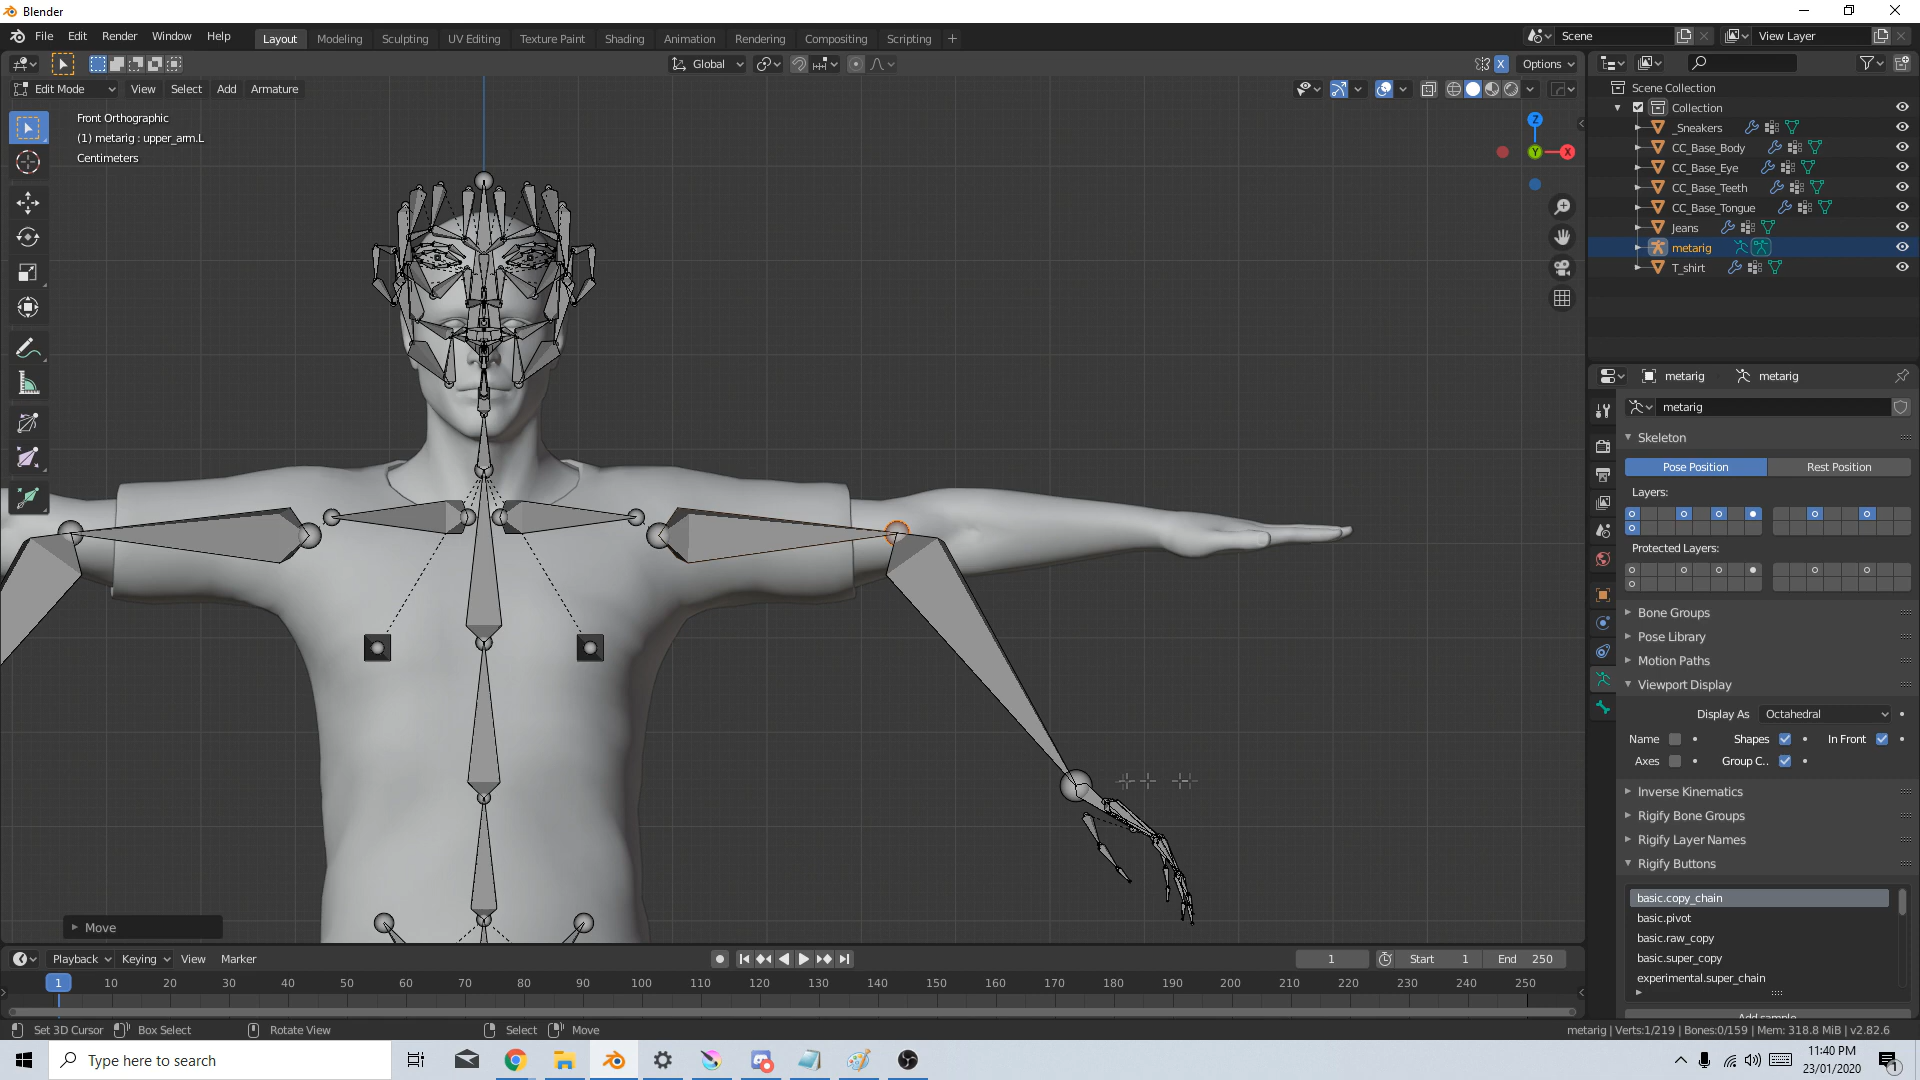 Blender
File Edit Render Window Help
Layout Modeling Sculpting UV Editing Texture Paint Shading Animation Rendering Compositing Scripting +
Scene
View Layer
Global
X
Options
Edit Mode View Select Add Armature
Front Orthographic
(1) metarig : upper_arm.L
Centimeters
Z
Y
X
Scene Collection
Collection
_Sneakers
CC_Base_Body
CC_Base_Eye
CC_Base_Teeth
CC_Base_Tongue
Jeans
metarig
T_shirt
metarig metarig
metarig
Skeleton
Pose Position Rest Position
Layers:
Protected Layers:
Bone Groups
Pose Library
Motion Paths
Viewport Display
Display As Octahedral
Name Shapes In Front
Axes Group C..
Inverse Kinematics
Rigify Bone Groups
Rigify Layer Names
Rigify Buttons
basic.copy_chain
basic.pivot
basic.raw_copy
basic.super_copy
experimental.super_chain
Move
Playback Keying View Marker
1
Start 1
End 250
1 10 20 30 40 50 60 70 80 90 100 110 120 130 140 150 160 170 180 190 200 210 220 230 240 250
Set 3D Cursor Box Select Rotate View Select Move
metarig | Verts:1/219 | Bones:0/159 | Mem: 318.8 MiB | v2.82.6
Type here to search
11:40 PM
23/01/2020
1